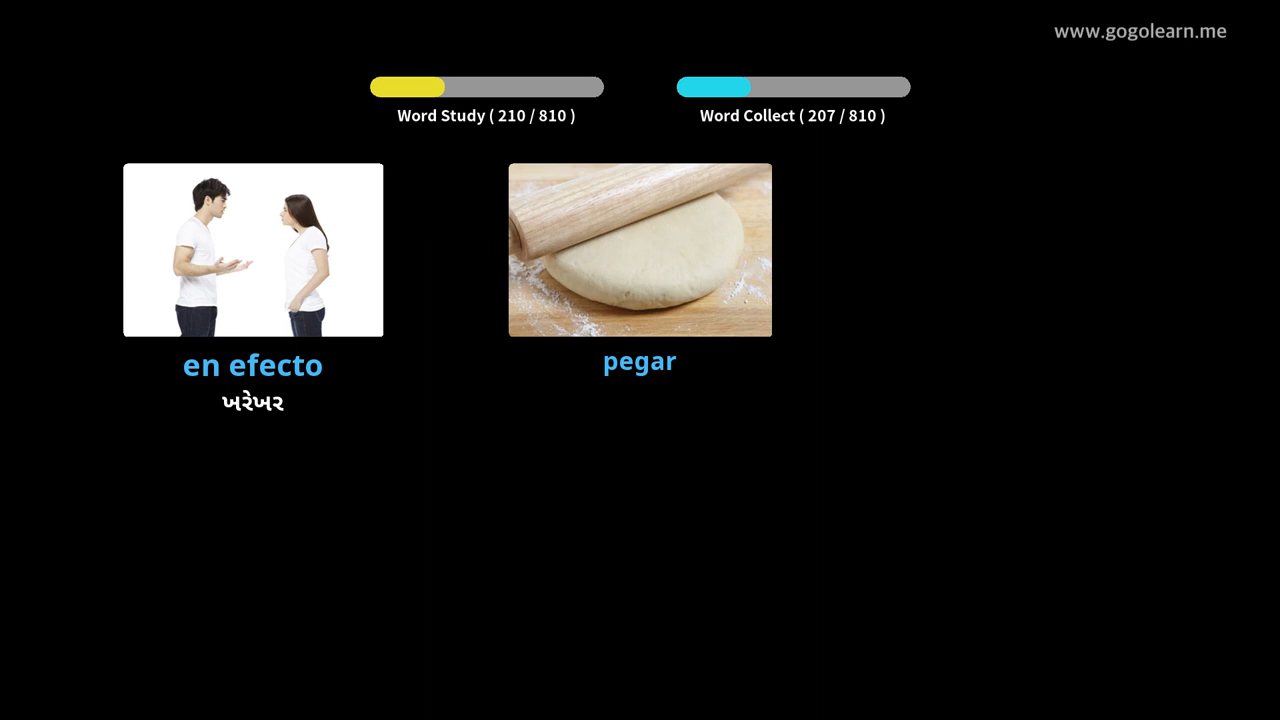 www.gogolearn.me
Word Study ( 210 / 810 )
Word Collect ( 207 / 810 )
en efecto
ખરેખર
pegar